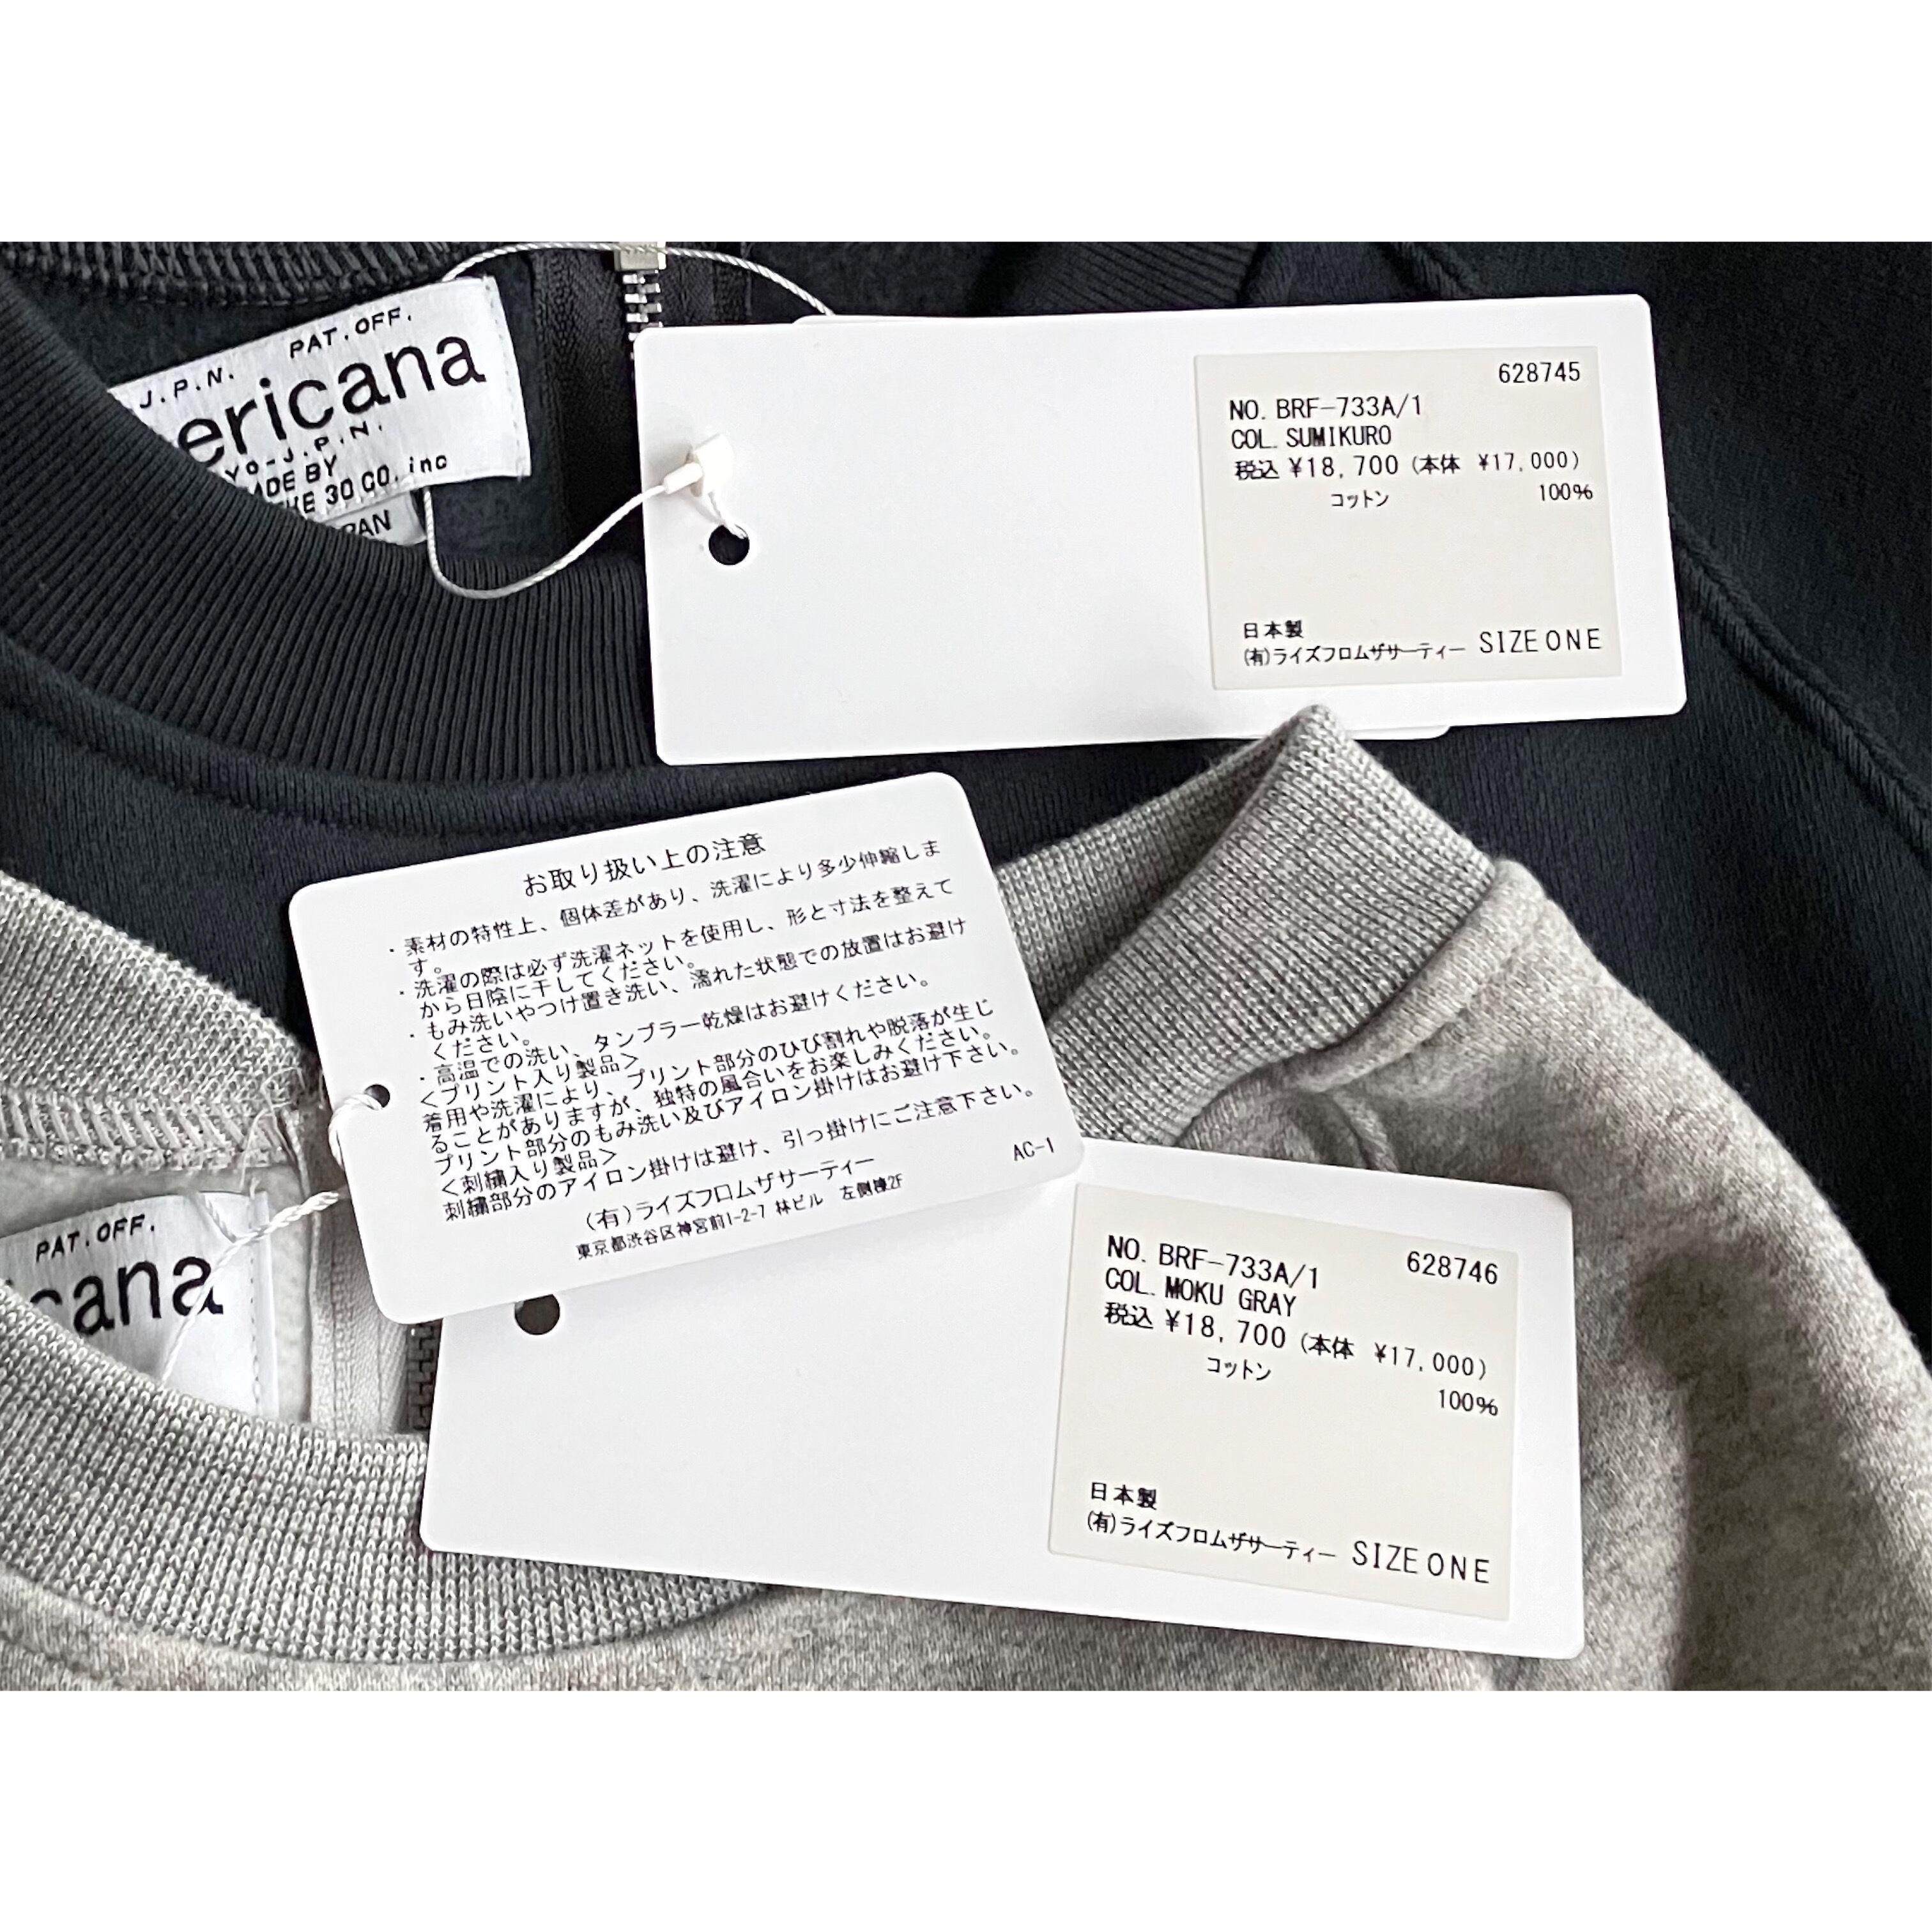 J.P.N. PAT.OFF.
ericana
YO-J.P.N.
MADE BY
THE 30 CO. inc
PAN
628745
NO. BRF-733A/1
COL. SUMIKURO
税込 ¥18,700 (本体 ¥17,000)
コットン 100%
日本製
(有)ライズフロムザサーティー SIZE ONE
お取り扱い上の注意
・素材の特性上、個体差があり、洗濯により多少伸縮しま
す。
・洗濯の際は必ず洗濯ネットを使用し、形と寸法を整えて
から日陰に干してください。
・もみ洗いやつけ置き洗い、濡れた状態での放置はお避け
ください。
・高温での洗い、タンブラー乾燥はお避けください。
<プリント入り製品>
着用や洗濯により、プリント部分のひび割れや脱落が生じ
ることがありますが、独特の風合いをお楽しみください。
プリント部分のもみ洗い及びアイロン掛けはお避け下さい。
<刺繍入り製品>
刺繍部分のアイロン掛けは避け、引っ掛けにご注意下さい。
(有)ライズフロムザサーティー AC-1
東京都渋谷区神宮前1-2-7 林ビル 左側棟2F
PAT.OFF.
cana
628746
NO. BRF-733A/1
COL. MOKU GRAY
税込 ¥18,700 (本体 ¥17,000)
コットン 100%
日本製
(有)ライズフロムザサーティー SIZE ONE